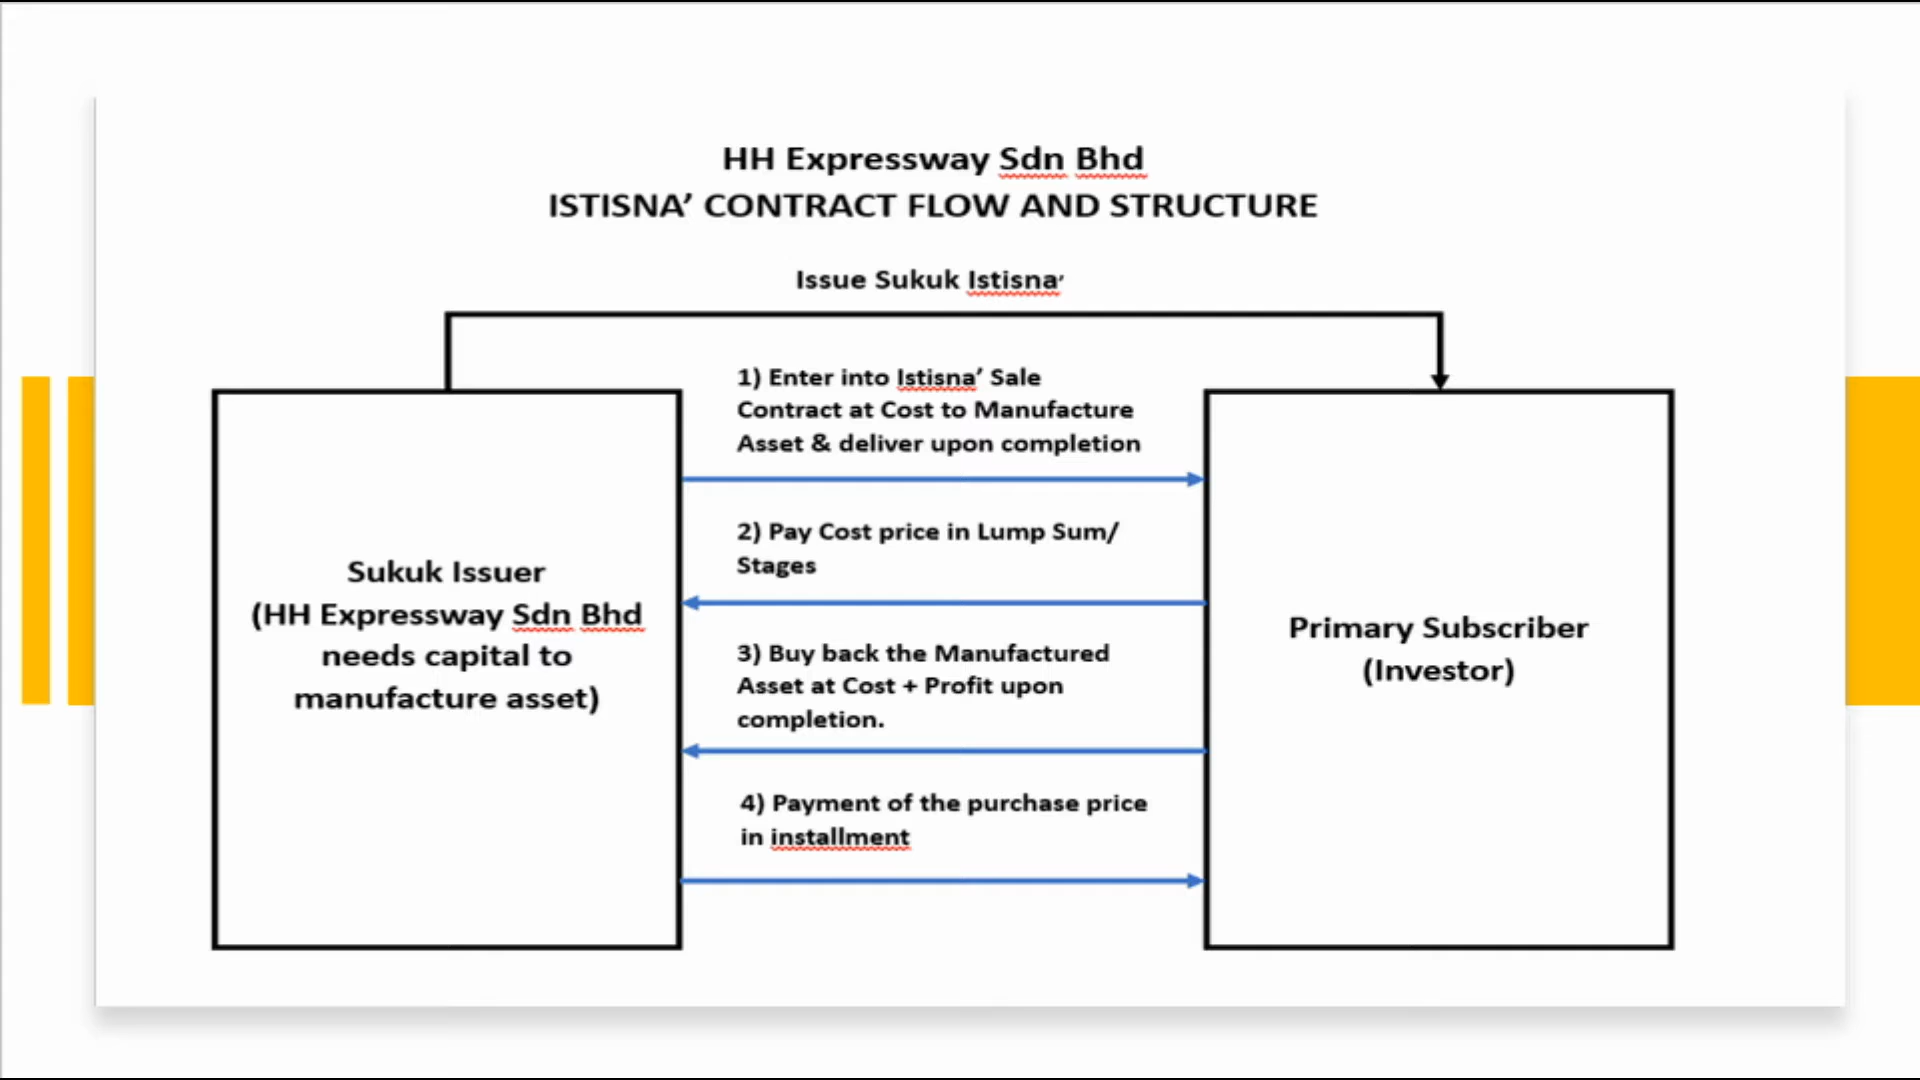 HH Expressway Sdn Bhd
ISTISNA’ CONTRACT FLOW AND STRUCTURE
Issue Sukuk Istisna’
1) Enter into Istisna’ Sale
Contract at Cost to Manufacture
Asset & deliver upon completion
2) Pay Cost price in Lump Sum/
Stages
Sukuk Issuer
(HH Expressway Sdn Bhd
needs capital to
manufacture asset)
Primary Subscriber
(Investor)
3) Buy back the Manufactured
Asset at Cost + Profit upon
completion.
4) Payment of the purchase price
in installment